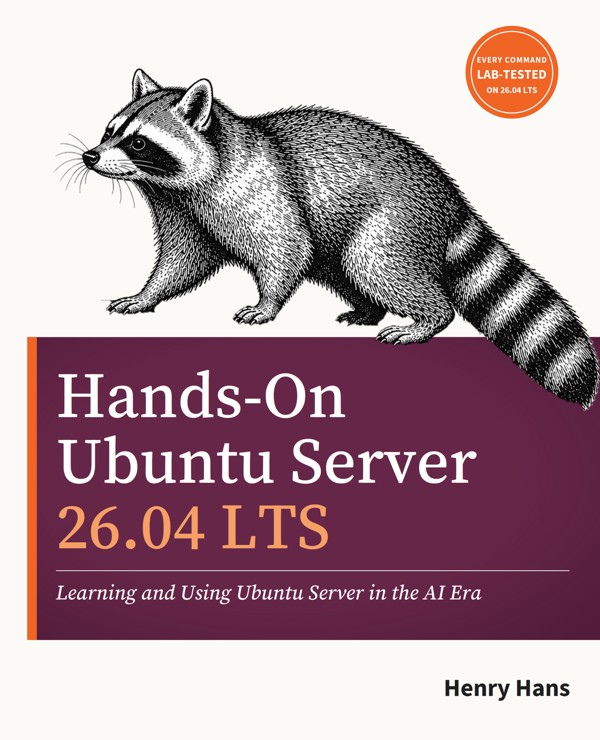 EVERY COMMAND
LAB-TESTED
ON 26.04 LTS
Hands-On
Ubuntu Server
26.04 LTS
Learning and Using Ubuntu Server in the AI Era
Henry Hans